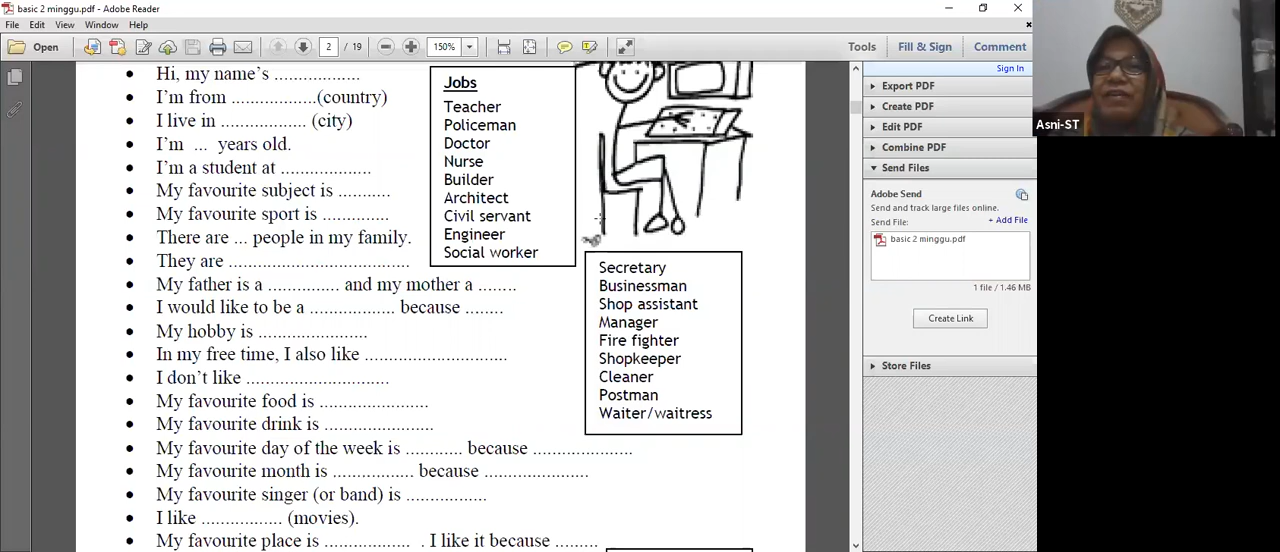 basic 2 minggu.pdf - Adobe Reader
File Edit View Window Help
Open
2 / 19
150%
Tools Fill & Sign Comment
Sign In
Export PDF
Create PDF
Edit PDF
Combine PDF
Send Files
Adobe Send
Send and track large files online.
Send File: + Add File
basic 2 minggu.pdf
1 file / 1.46 MB
Create Link
Store Files
Asni-ST
Hi, my name's ..................
I'm from ..................(country)
I live in .................. (city)
I'm ... years old.
I'm a student at ...................
My favourite subject is ...........
My favourite sport is ..............
There are ... people in my family.
They are ......................................
My father is a ............... and my mother a ........
I would like to be a .................. because ........
My hobby is .......................
In my free time, I also like ..............................
I don't like ..............................
My favourite food is .......................
My favourite drink is .......................
My favourite day of the week is ............ because .....................
My favourite month is ................. because ......................
My favourite singer (or band) is .................
I like ................. (movies).
My favourite place is .................. . I like it because .........
Jobs
Teacher
Policeman
Doctor
Nurse
Builder
Architect
Civil servant
Engineer
Social worker
Secretary
Businessman
Shop assistant
Manager
Fire fighter
Shopkeeper
Cleaner
Postman
Waiter/waitress